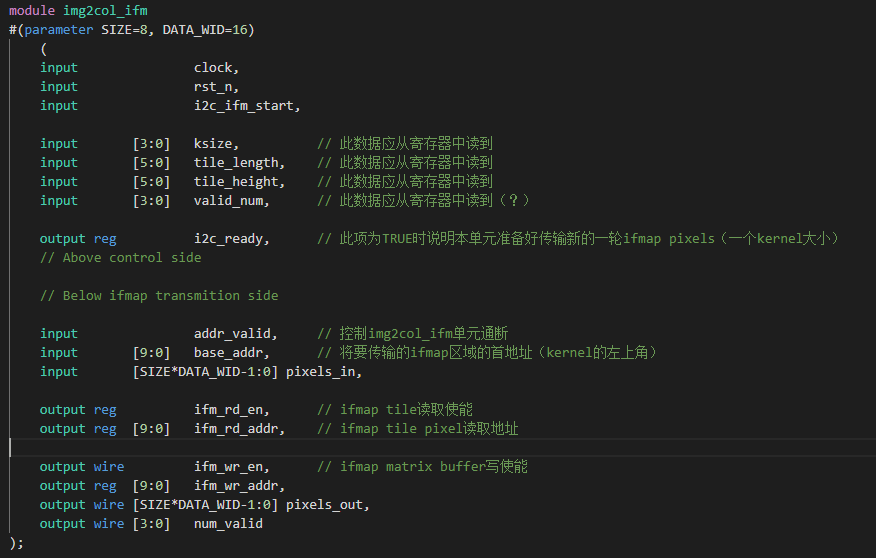 module img2col_ifm
#(parameter SIZE=8, DATA_WID=16)
(
input clock,
input rst_n,
input i2c_ifm_start,
input [3:0] ksize, // 此数据应从寄存器中读到
input [5:0] tile_length, // 此数据应从寄存器中读到
input [5:0] tile_height, // 此数据应从寄存器中读到
input [3:0] valid_num, // 此数据应从寄存器中读到（？）
output reg i2c_ready, // 此项为TRUE时说明本单元准备好传输新的一轮ifmap pixels（一个kernel大小）
// Above control side
// Below ifmap transmition side
input addr_valid, // 控制img2col_ifm单元通断
input [9:0] base_addr, // 将要传输的ifmap区域的首地址（kernel的左上角）
input [SIZE*DATA_WID-1:0] pixels_in,
output reg ifm_rd_en, // ifmap tile读取使能
output reg [9:0] ifm_rd_addr, // ifmap tile pixel读取地址
output wire ifm_wr_en, // ifmap matrix buffer写使能
output reg [9:0] ifm_wr_addr,
output wire [SIZE*DATA_WID-1:0] pixels_out,
output wire [3:0] num_valid
);